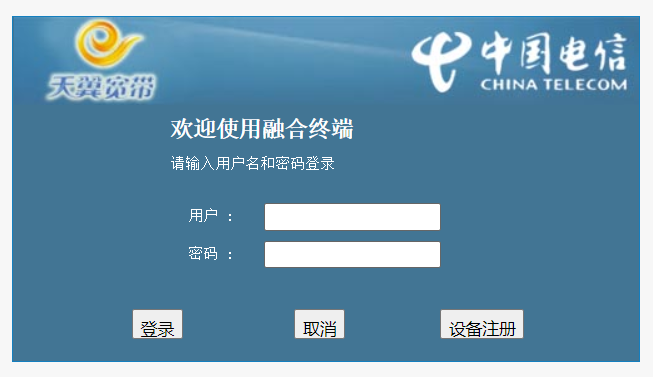 天翼宽带
中国电信
CHINA TELECOM
欢迎使用融合终端
请输入用户名和密码登录
用户 ：
密码 ：
登录 取消 设备注册